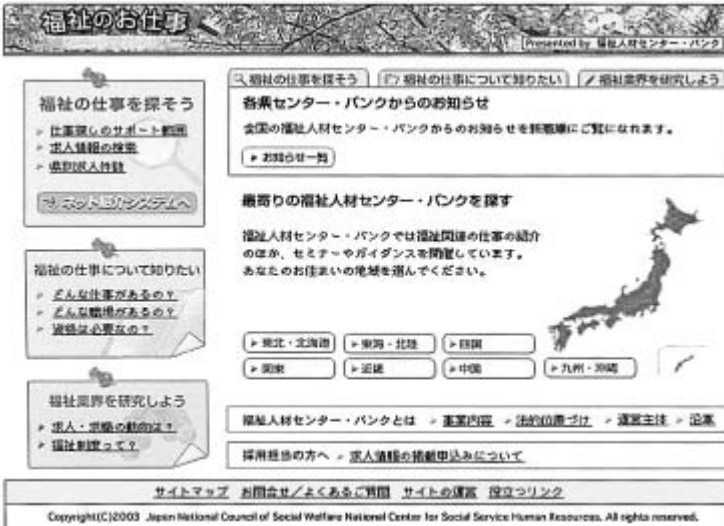 福祉のお仕事
Presented by 福祉人材センター・バンク
福祉の仕事を探そう
仕事探しのサポート範囲
求人情報の検索
県別求人件数
ネット紹介システムへ
福祉の仕事について知りたい
どんな仕事があるの？
どんな職場があるの？
資格は必要なの？
福祉業界を研究しよう
求人・求職の動向は？
福祉制度って？
福祉の仕事を探そう 福祉の仕事について知りたい 福祉業界を研究しよう
各県センター・バンクからのお知らせ
全国の福祉人材センター・バンクからのお知らせを新着順にご覧になれます。
お知らせ一覧
最寄りの福祉人材センター・バンクを探す
福祉人材センター・バンクでは福祉関連の仕事の紹介
のほか、セミナーやガイダンスを開催しています。
あなたのお住まいの地域を選んでください。
東北・北海道 東海・北陸 四国
関東 近畿 中国 九州・沖縄
福祉人材センター・バンクとは 事業内容 法的位置づけ 運営主体 沿革
採用担当の方へ 求人情報の掲載申込みについて
サイトマップ お問合せ/よくあるご質問 サイトの運営 役立つリンク
Copyright(C)2003 Japan National Council of Social Welfare National Center for Social Service Human Resources. All rights reserved.